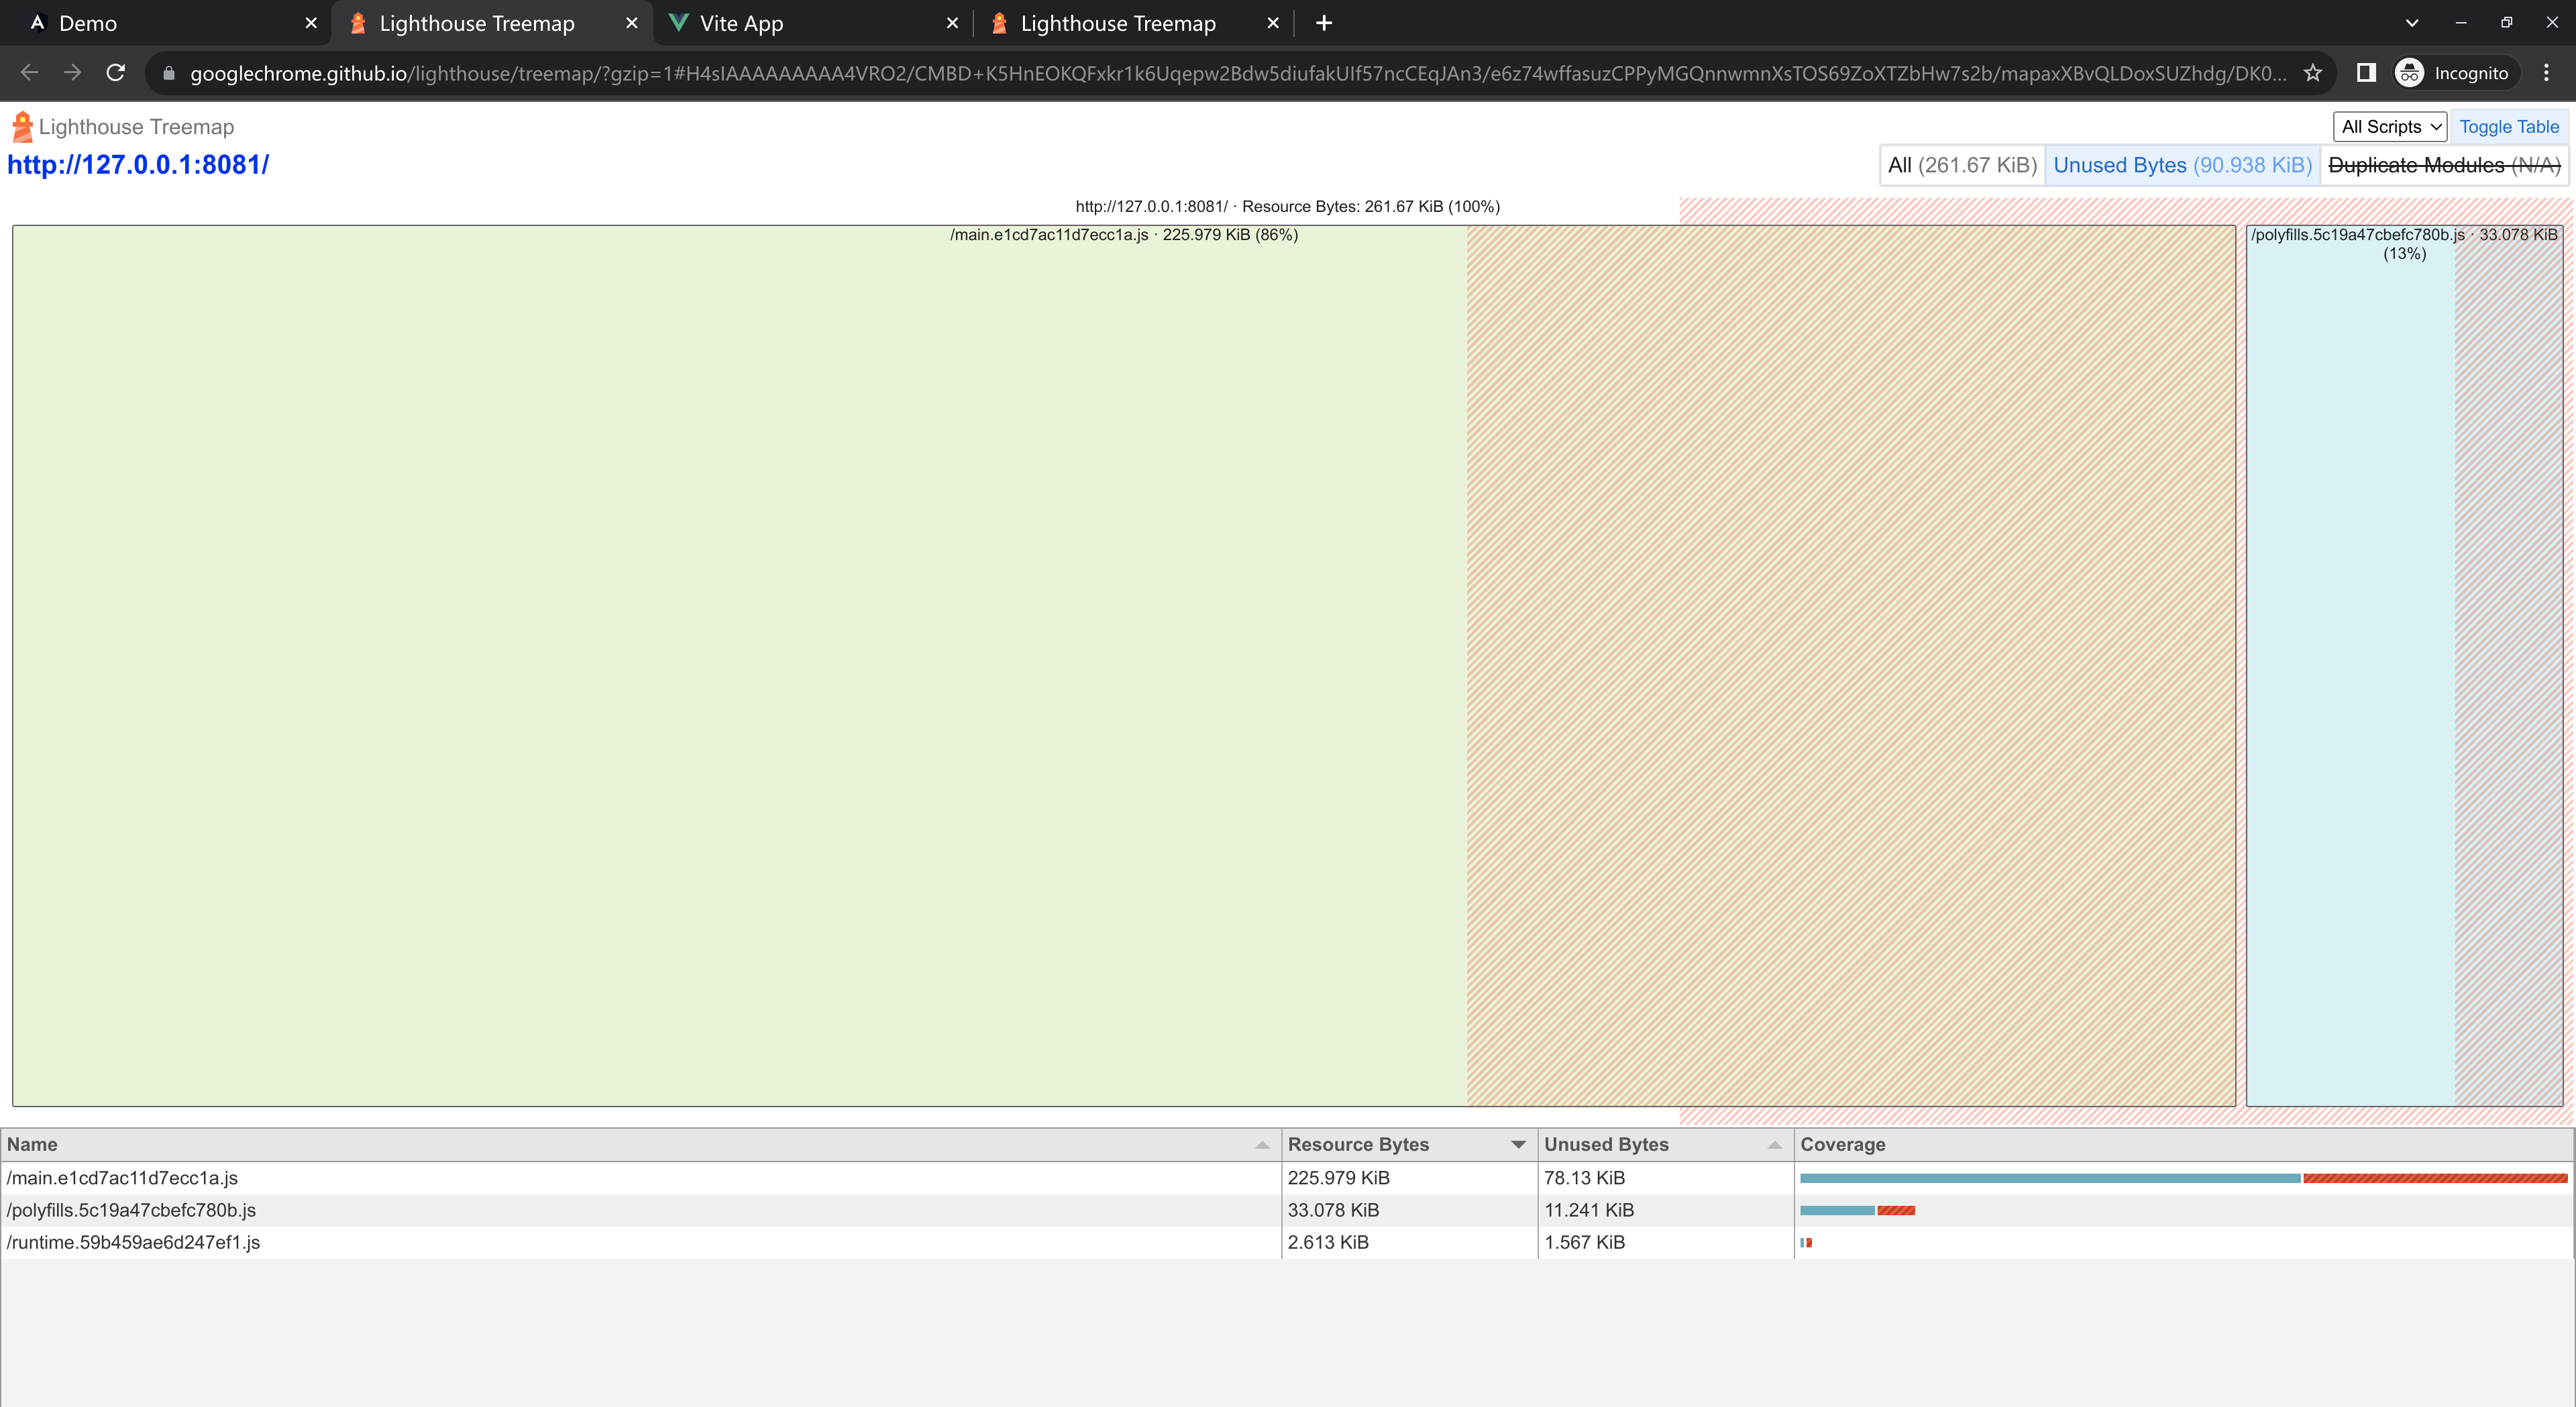 Demo
Lighthouse Treemap
Vite App
Lighthouse Treemap
googlechrome.github.io/lighthouse/treemap/?gzip=1#H4sIAAAAAAAAA4VRO2/CMBD+K5HnEOKQFxkr1k6Uqepw2Bdw5diufakUIf57ncCEqJAn3/e6z74wffasuzCPPyMGQnnwmnXsTOS69ZoXTZbHw7s2b/mapaxXBvQLDoxSUZhdg/DK0...
Incognito
Lighthouse Treemap
All Scripts
Toggle Table
http://127.0.0.1:8081/
All (261.67 KiB)
Unused Bytes (90.938 KiB)
Duplicate Modules (N/A)
http://127.0.0.1:8081/ · Resource Bytes: 261.67 KiB (100%)
/main.e1cd7ac11d7ecc1a.js · 225.979 KiB (86%)
/polyfills.5c19a47cbefc780b.js · 33.078 KiB
(13%)
Name Resource Bytes Unused Bytes Coverage
/main.e1cd7ac11d7ecc1a.js 225.979 KiB 78.13 KiB
/polyfills.5c19a47cbefc780b.js 33.078 KiB 11.241 KiB
/runtime.59b459ae6d247ef1.js 2.613 KiB 1.567 KiB